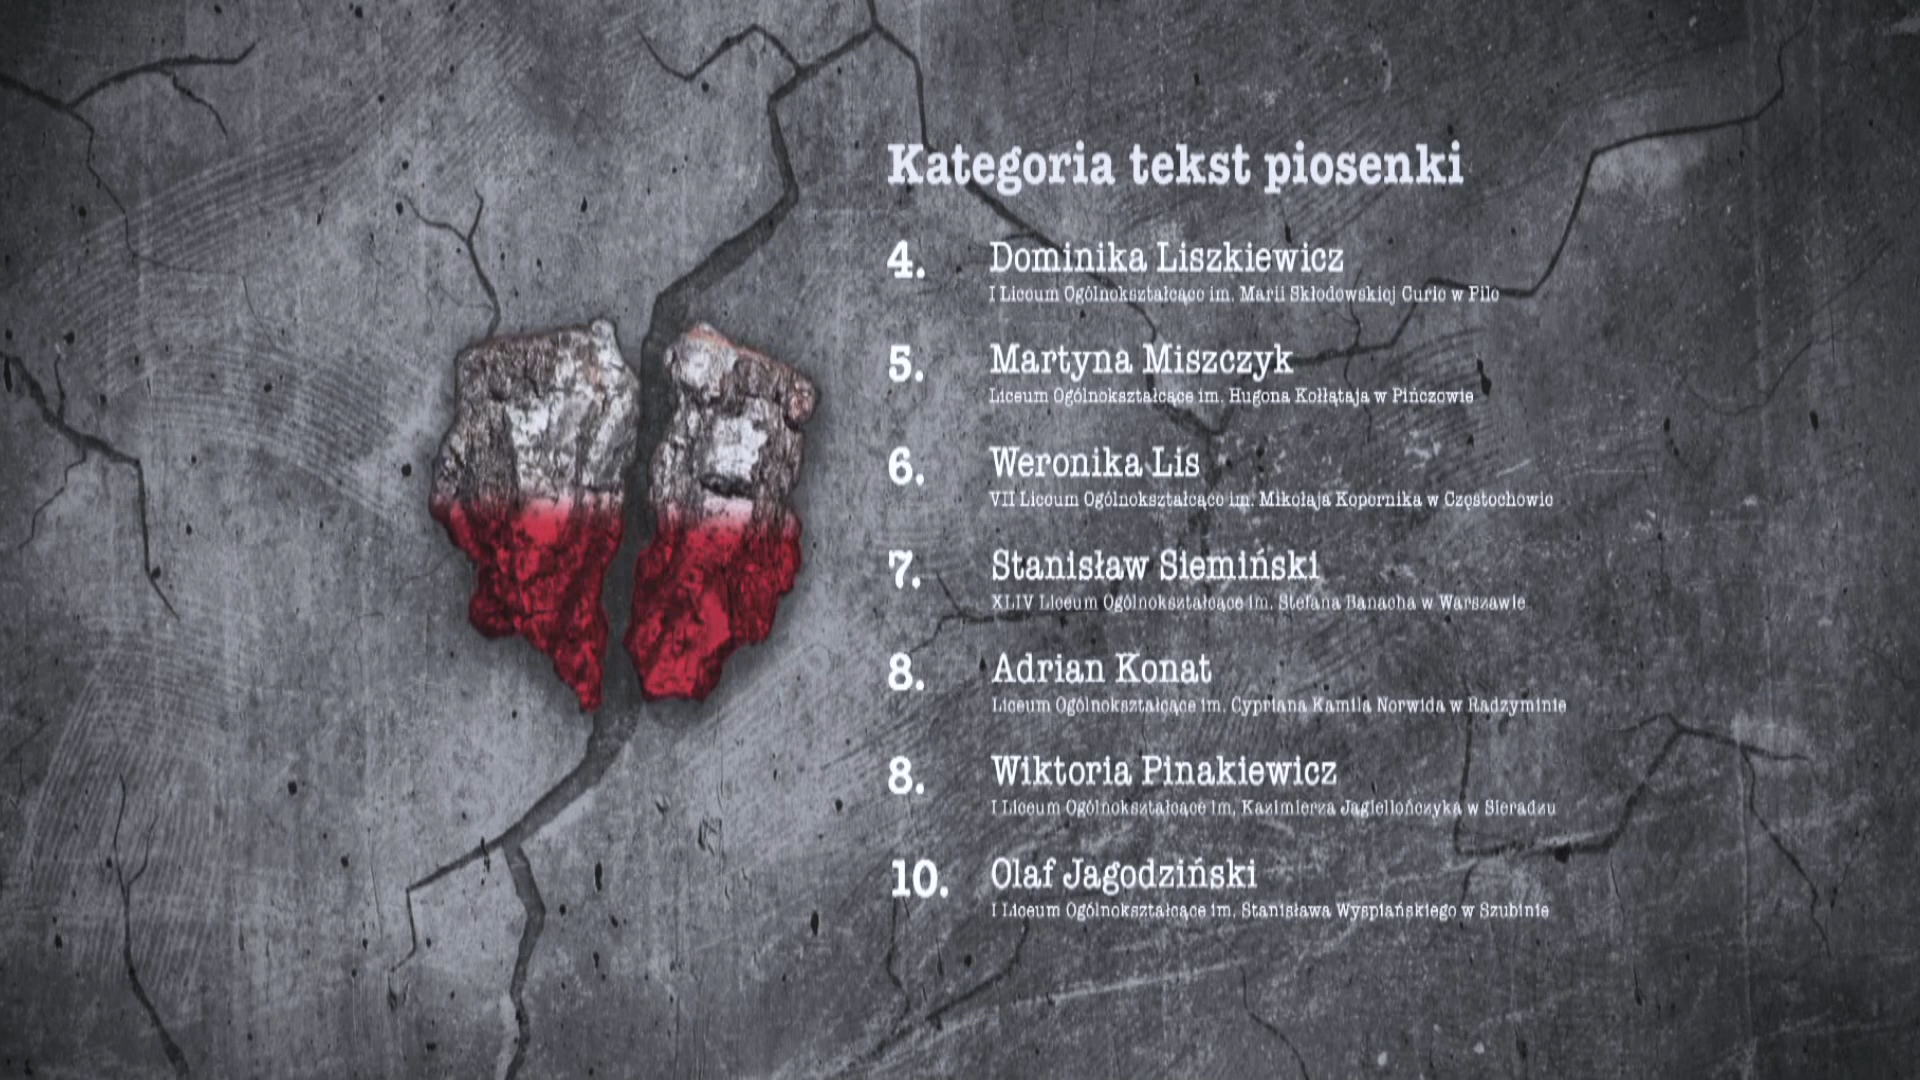 Kategoria tekst piosenki
4. Dominika Liszkiewicz
I Liceum Ogólnokształcące im. Marii Skłodowskiej Curie w Pile
5. Martyna Miszczyk
Liceum Ogólnokształcące im. Hugona Kołłątaja w Pińczowie
6. Weronika Lis
VII Liceum Ogólnokształcące im. Mikołaja Kopernika w Częstochowie
7. Stanisław Siemiński
XLIV Liceum Ogólnokształcące im. Stefana Banacha w Warszawie
8. Adrian Konat
Liceum Ogólnokształcące im. Cypriana Kamila Norwida w Radzyminie
8. Wiktoria Pinakiewicz
I Liceum Ogólnokształcące im. Kazimierza Jagiellończyka w Sieradzu
10. Olaf Jagodziński
I Liceum Ogólnokształcące im. Stanisława Wyspiańskiego w Szubinie